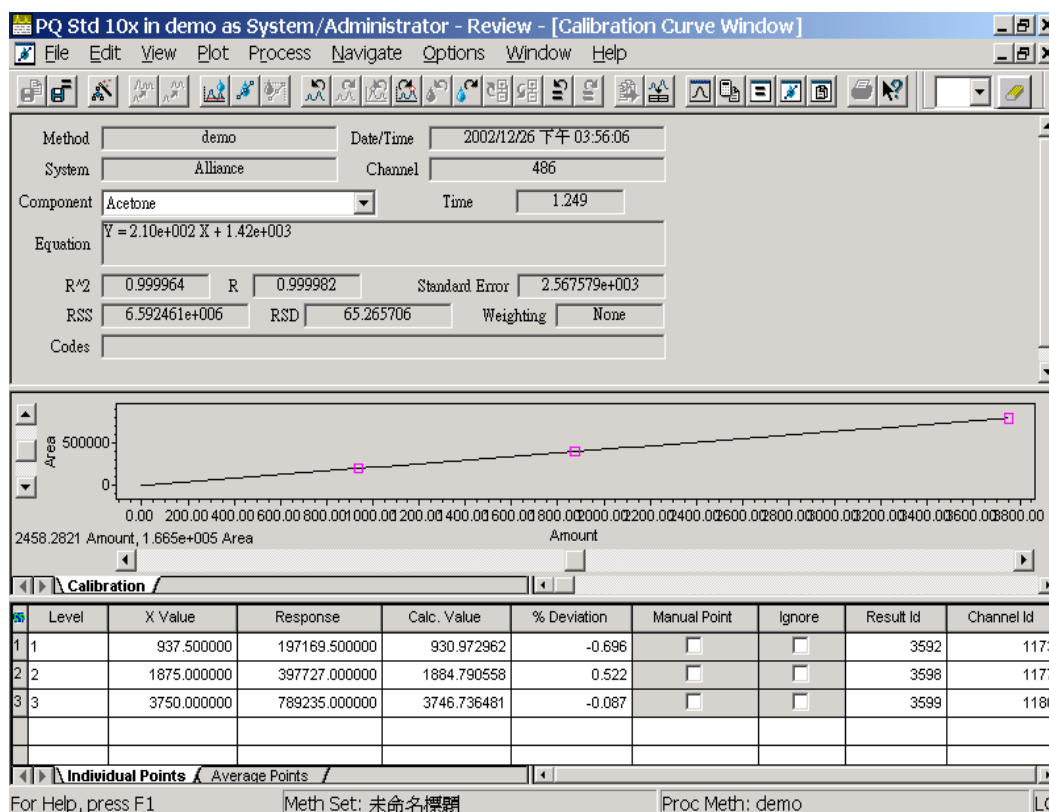 PQ Std 10x in demo as System/Administrator - Review - [Calibration Curve Window]
File Edit View Plot Process Navigate Options Window Help
Method demo Date/Time 2002/12/26 下午 03:56:06
System Alliance Channel 486
Component Acetone Time 1.249
Equation Y = 2.10e+002 X + 1.42e+003
R^2 0.999964 R 0.999982 Standard Error 2.567579e+003
RSS 6.592461e+006 RSD 65.265706 Weighting None
Codes
Area
500000
0
0.00 200.00 400.00 600.00 800.00 1000.00 1200.00 1400.00 1600.00 1800.00 2000.00 2200.00 2400.00 2600.00 2800.00 3000.00 3200.00 3400.00 3600.00 3800.00
2458.2821 Amount, 1.665e+005 Area Amount
Calibration
Level X Value Response Calc. Value % Deviation Manual Point Ignore Result Id Channel Id
1 1 937.500000 197169.500000 930.972962 -0.696 3592
2 2 1875.000000 397727.000000 1884.790558 0.522 3598
3 3 3750.000000 789235.000000 3746.736481 -0.087 3599
Individual Points Average Points
For Help, press F1 Meth Set: 未命名標題 Proc Meth: demo